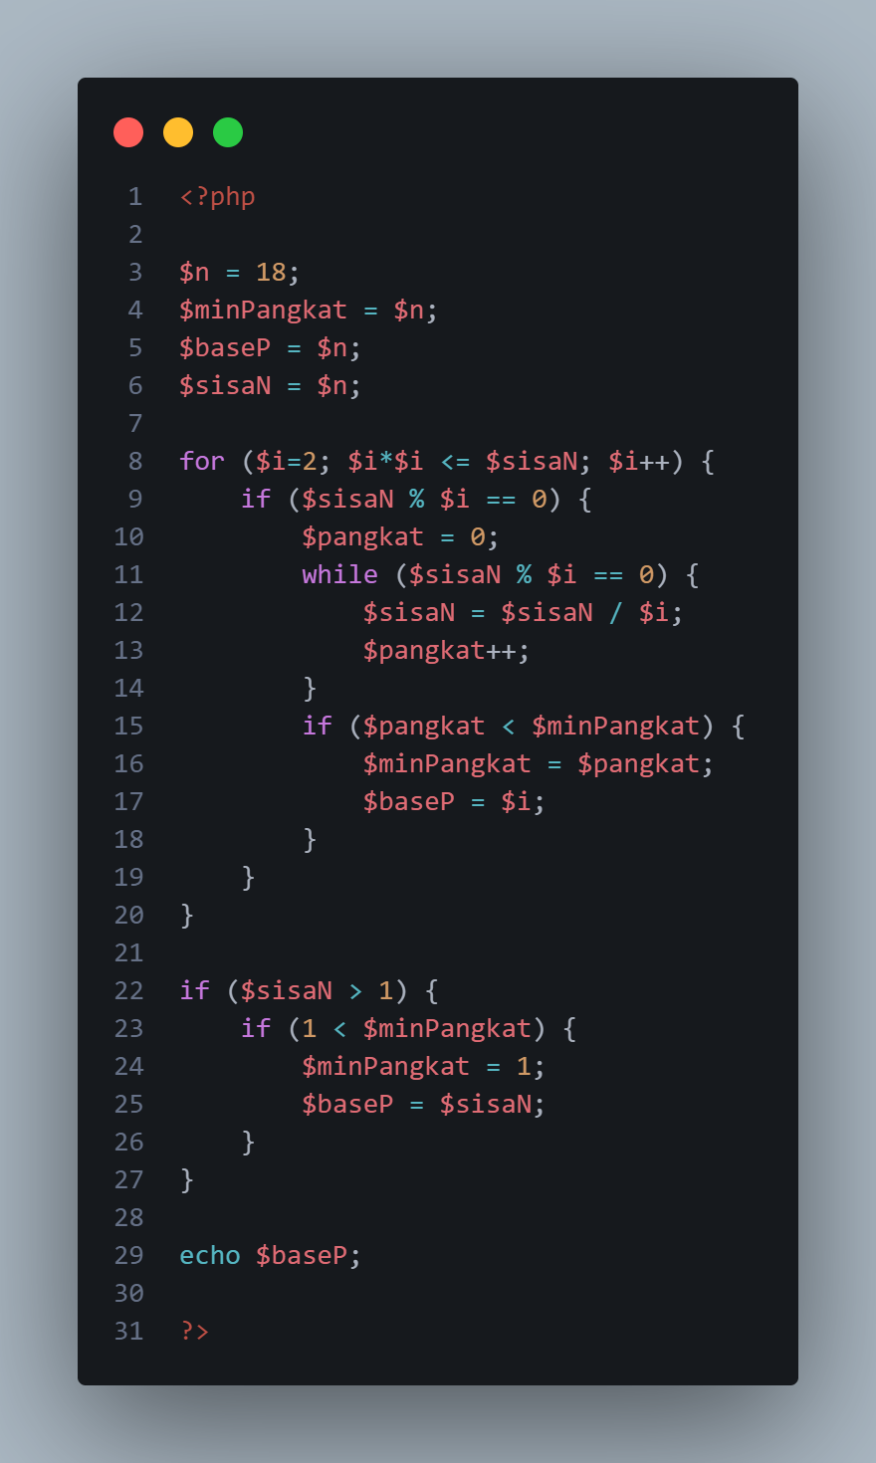 1 <?php
2
3 $n = 18;
4 $minPangkat = $n;
5 $baseP = $n;
6 $sisaN = $n;
7
8 for ($i=2; $i*$i <= $sisaN; $i++) {
9     if ($sisaN % $i == 0) {
10         $pangkat = 0;
11         while ($sisaN % $i == 0) {
12             $sisaN = $sisaN / $i;
13             $pangkat++;
14         }
15         if ($pangkat < $minPangkat) {
16             $minPangkat = $pangkat;
17             $baseP = $i;
18         }
19     }
20 }
21
22 if ($sisaN > 1) {
23     if (1 < $minPangkat) {
24         $minPangkat = 1;
25         $baseP = $sisaN;
26     }
27 }
28
29 echo $baseP;
30
31 ?>